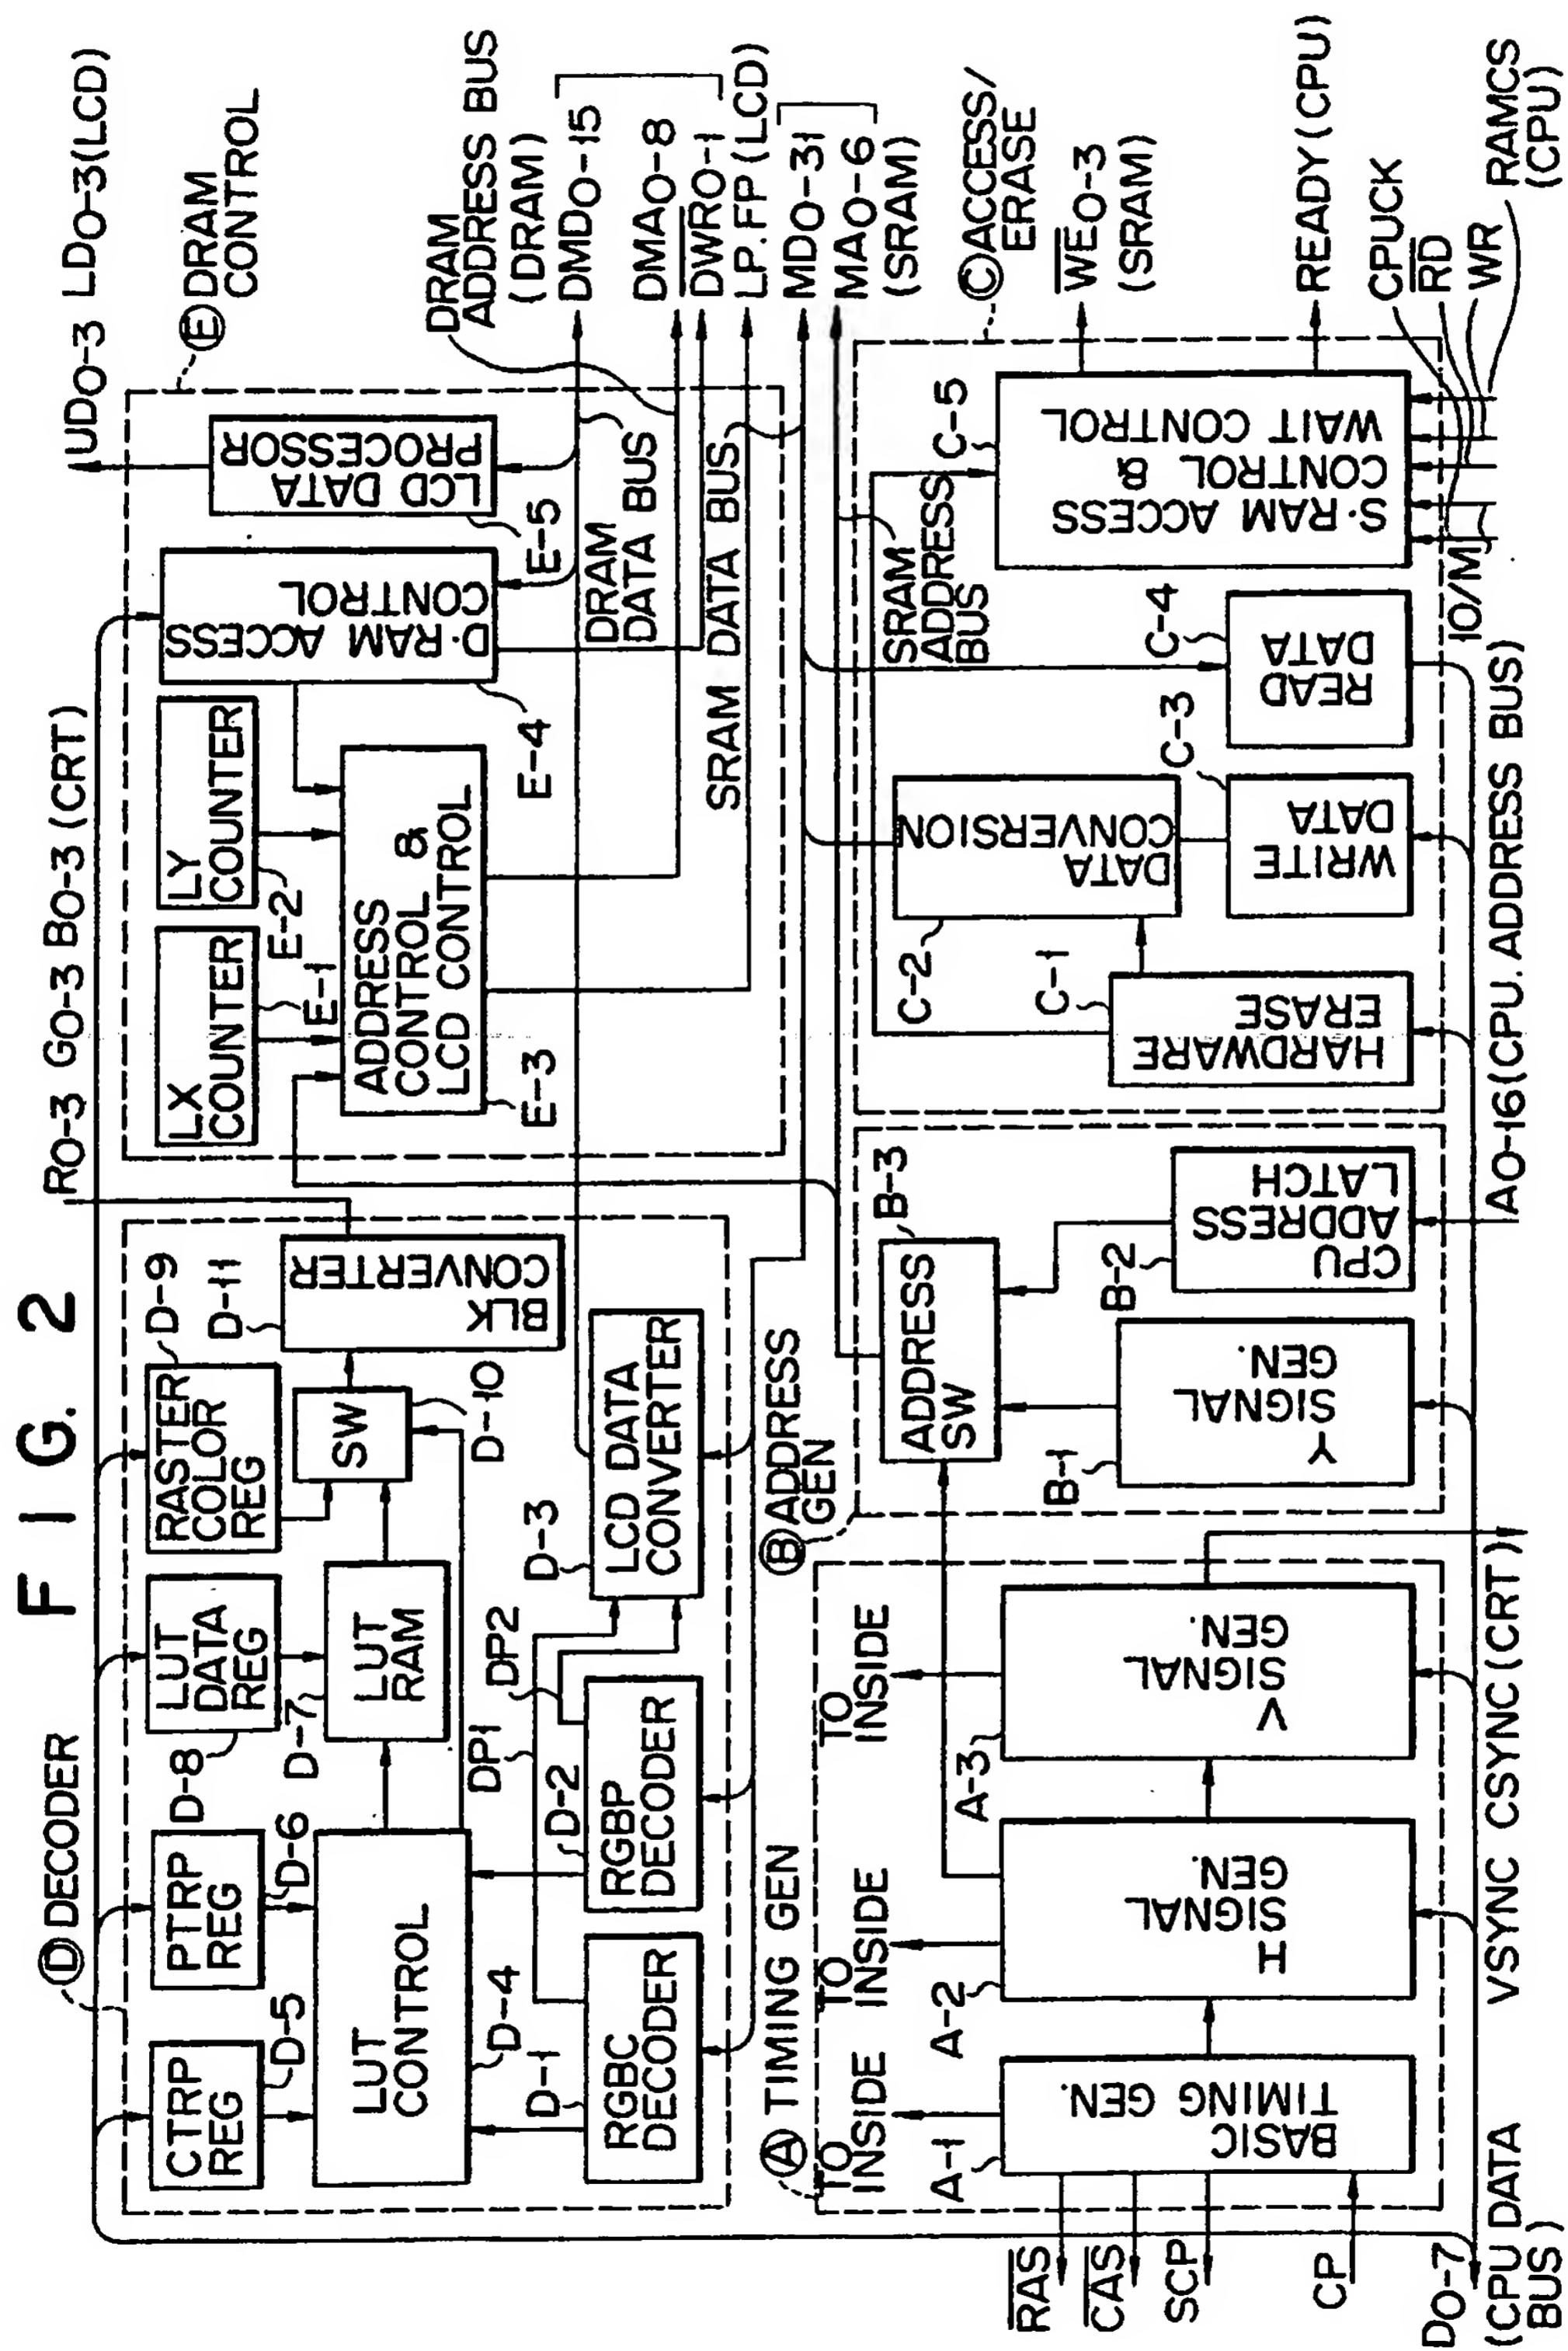 FIG. 2
Ⓓ DECODER
CTRP
REG
D-5
PTRP
REG
D-6
LUT
DATA
REG
D-8
RASTER
COLOR
REG
D-9
LUT
CONTROL
D-4
LUT
RAM
D-7
SW
D-10
BLK
CONVERTER
D-11
RGBC
DECODER
D-1
RGBP
DECODER
D-2
DP1
DP2
LCD DATA
CONVERTER
D-3
R0-3 G0-3 B0-3 (CRT)
UD0-3 LD0-3(LCD)
Ⓔ DRAM
CONTROL
LX
COUNTER
E-1
LY
COUNTER
E-2
ADDRESS
CONTROL &
LCD CONTROL
E-3
D·RAM ACCESS
CONTROL
E-4
LCD DATA
PROCESSOR
E-5
DRAM
DATA BUS
SRAM DATA BUS
DRAM
ADDRESS BUS
(DRAM)
DMD0-15
DMA0-8
DWR0-1
LP.FP (LCD)
MD0-31
MA0-6
(SRAM)
Ⓐ TIMING GEN
TO
INSIDE
TO
INSIDE
TO
INSIDE
BASIC
TIMING GEN.
A-1
H
SIGNAL
GEN.
A-2
V
SIGNAL
GEN.
A-3
RAS
CAS
SCP
CP
D0-7
(CPU DATA
BUS)
VSYNC CSYNC(CRT)
Ⓑ ADDRESS
GEN
Y
SIGNAL
GEN.
B-1
CPU
ADDRESS
LATCH
B-2
ADDRESS
SW
B-3
A0-16(CPU. ADDRESS BUS)
Ⓒ ACCESS/
ERASE
HARDWARE
ERASE
C-1
DATA
CONVERSION
C-2
WRITE
DATA
C-3
READ
DATA
C-4
SRAM
ADDRESS
BUS
S·RAM ACCESS
CONTROL &
WAIT CONTROL
C-5
WE0-3
(SRAM)
READY(CPU)
CPUCK
RD
WR
RAMCS
(CPU)
IO/M